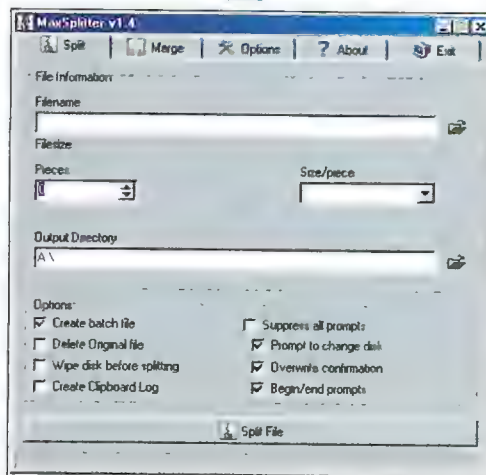 MaxSplitter v1.4
Split Merge Options ? About Exit
File Information
Filename
Filesize
Pieces Size/piece
Output Directory
A:\
Options:
Create batch file Suppress all prompts
Delete Original file Prompt to change disk
Wipe disk before splitting Overwrite confirmation
Create Clipboard Log Begin/end prompts
Split File